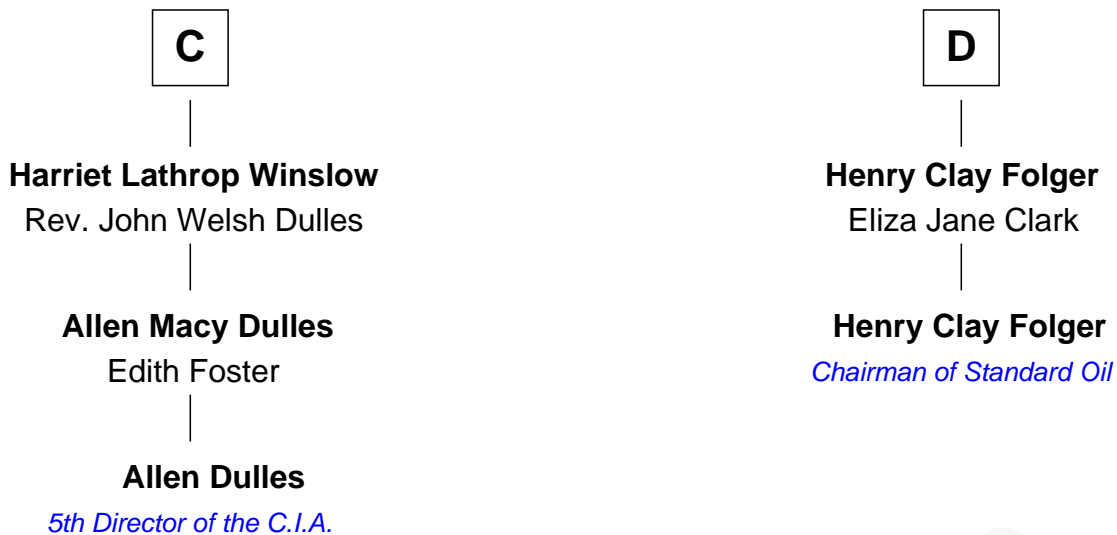 C
Harriet Lathrop Winslow
Rev. John Welsh Dulles
Allen Macy Dulles
Edith Foster
Allen Dulles
5th Director of the C.I.A.
D
Henry Clay Folger
Eliza Jane Clark
Henry Clay Folger
Chairman of Standard Oil